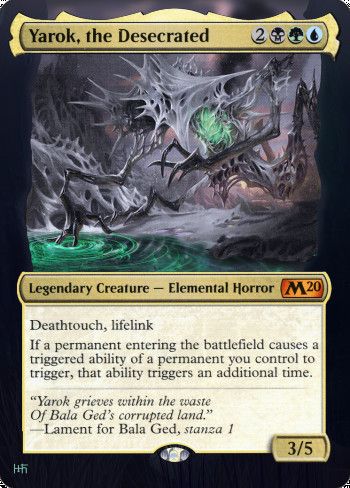 Yarok, the Desecrated 2
Legendary Creature — Elemental Horror M20
Deathtouch, lifelink
If a permanent entering the battlefield causes a
triggered ability of a permanent you control to
trigger, that ability triggers an additional time.
“Yarok grieves within the waste
Of Bala Ged’s corrupted land.”
—Lament for Bala Ged, stanza 1
3/5